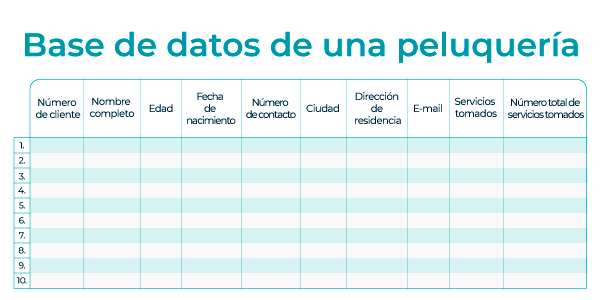 Base de datos de una peluquería
Número de cliente
Nombre completo
Edad
Fecha de nacimiento
Número de contacto
Ciudad
Dirección de residencia
E-mail
Servicios tomados
Número total de servicios tomados
1.
2.
3.
4.
5.
6.
7.
8.
9.
10.